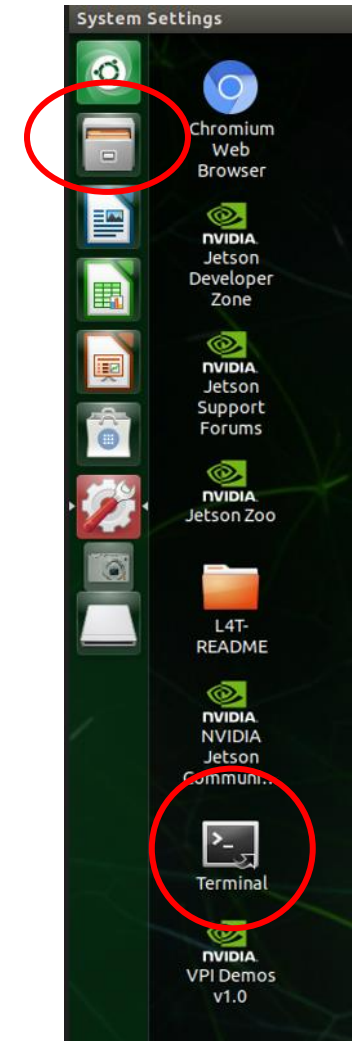 System Settings
Chromium
Web
Browser
NVIDIA.
Jetson
Developer
Zone
NVIDIA.
Jetson
Support
Forums
NVIDIA.
Jetson Zoo
L4T-
README
NVIDIA.
NVIDIA
Jetson
Communi...
>_
Terminal
NVIDIA.
VPI Demos
v1.0